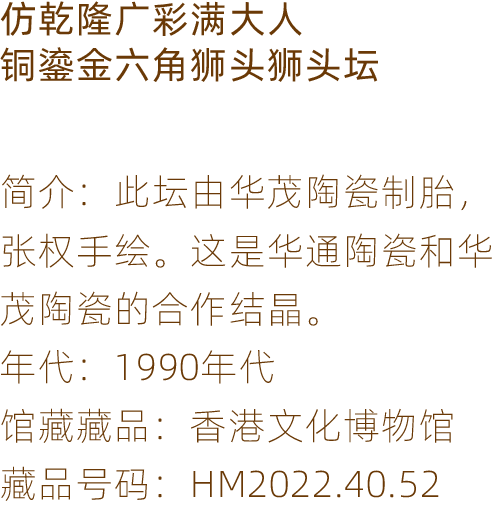 仿乾隆广彩满大人
铜鎏金六角狮头狮头坛
简介：此坛由华茂陶瓷制胎，
张权手绘。这是华通陶瓷和华
茂陶瓷的合作结晶。
年代：1990年代
馆藏藏品：香港文化博物馆
藏品号码：HM2022.40.52